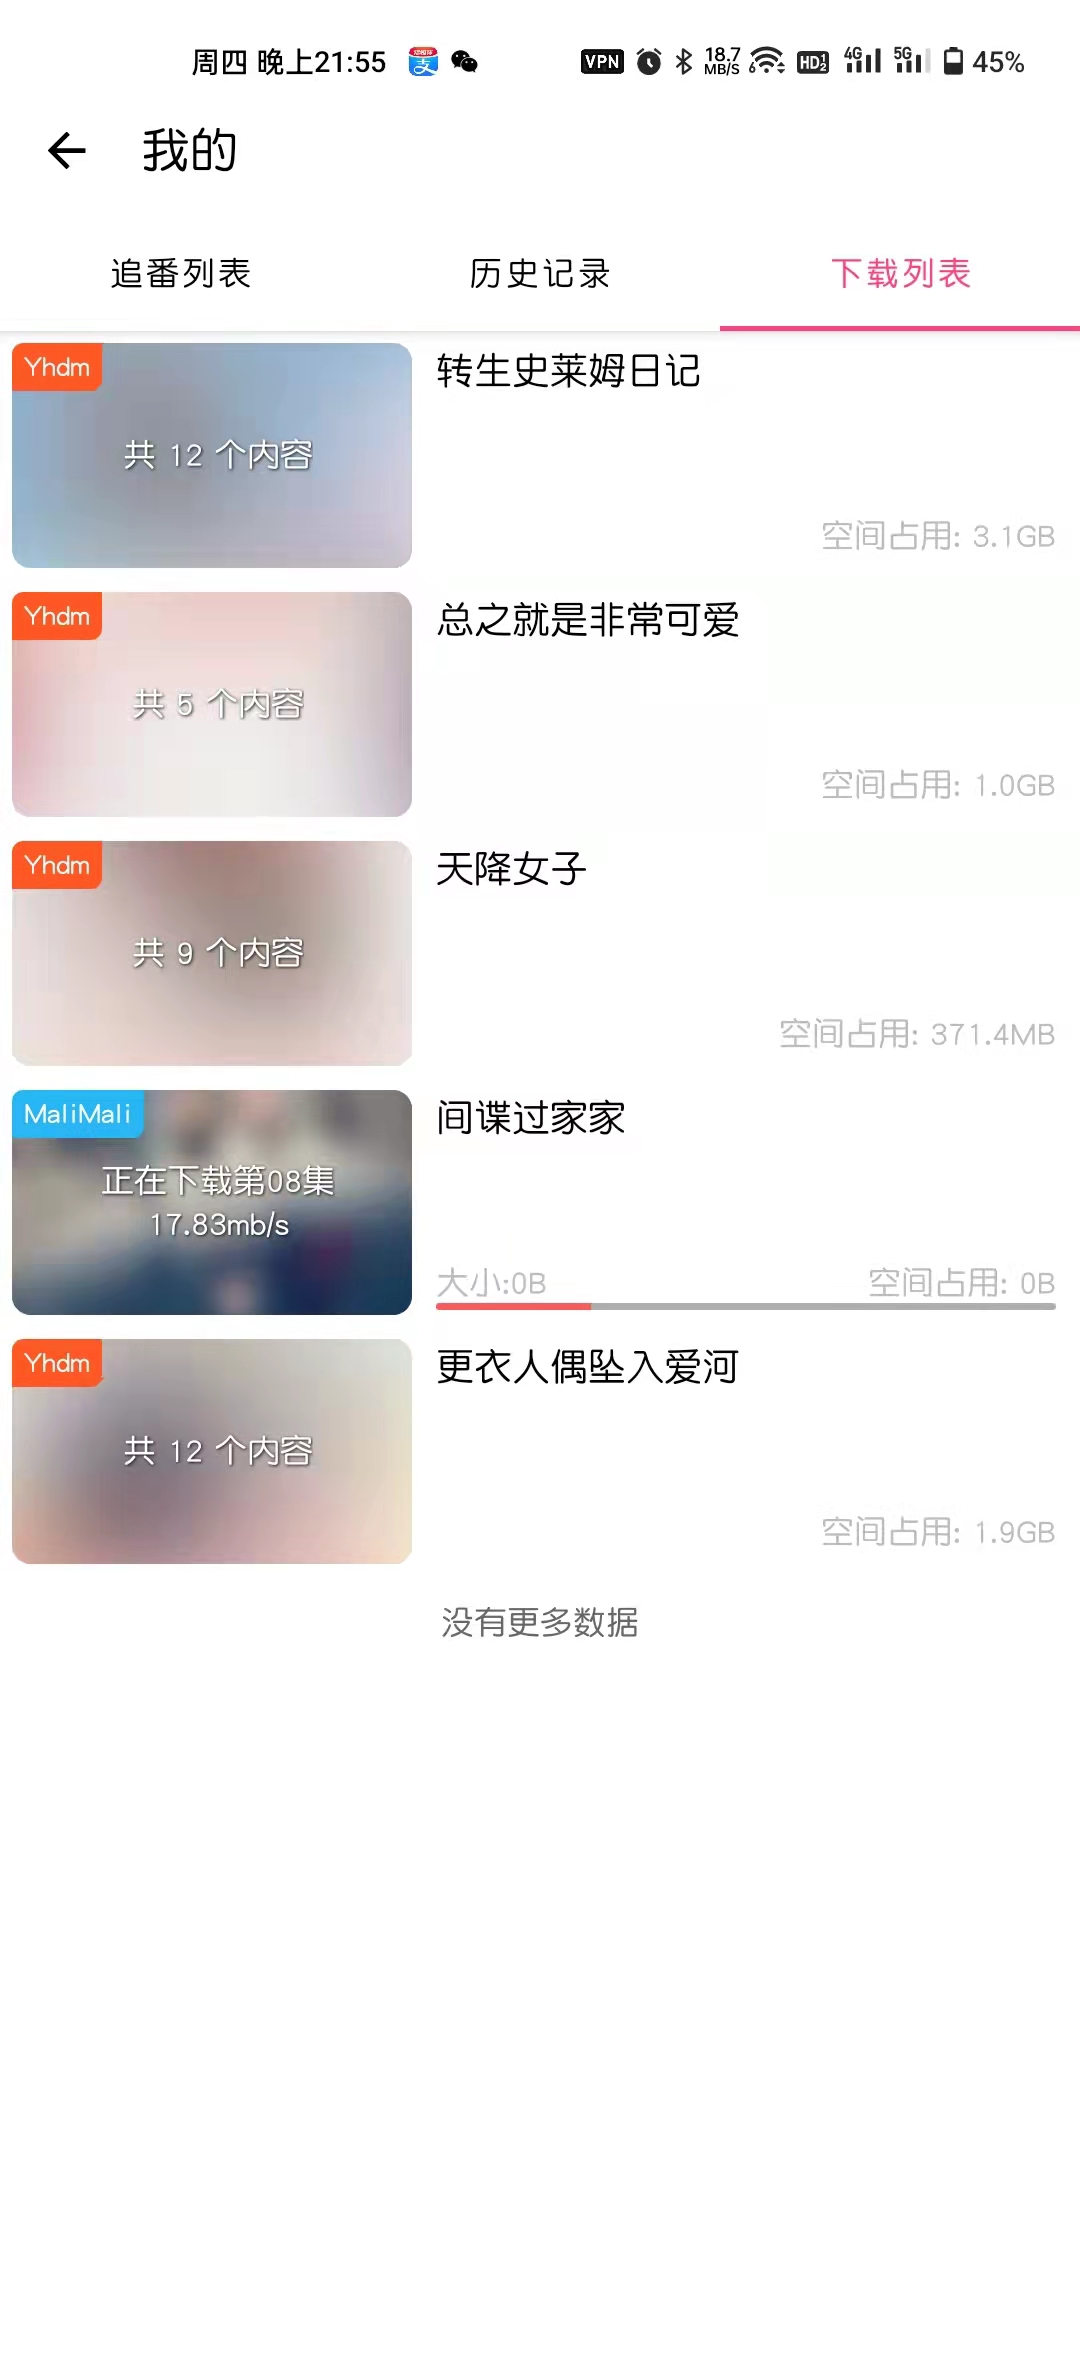 周四 晚上21:55 VPN 18.7 MB/S HD 1 2 4G 5G 45%
我的
追番列表 历史记录 下载列表
Yhdm
转生史莱姆日记
共 12 个内容
空间占用: 3.1GB
Yhdm
总之就是非常可爱
共 5 个内容
空间占用: 1.0GB
Yhdm
天降女子
共 9 个内容
空间占用: 371.4MB
MaliMali
间谍过家家
正在下载第08集
17.83mb/s
大小:0B 空间占用: 0B
Yhdm
更衣人偶坠入爱河
共 12 个内容
空间占用: 1.9GB
没有更多数据